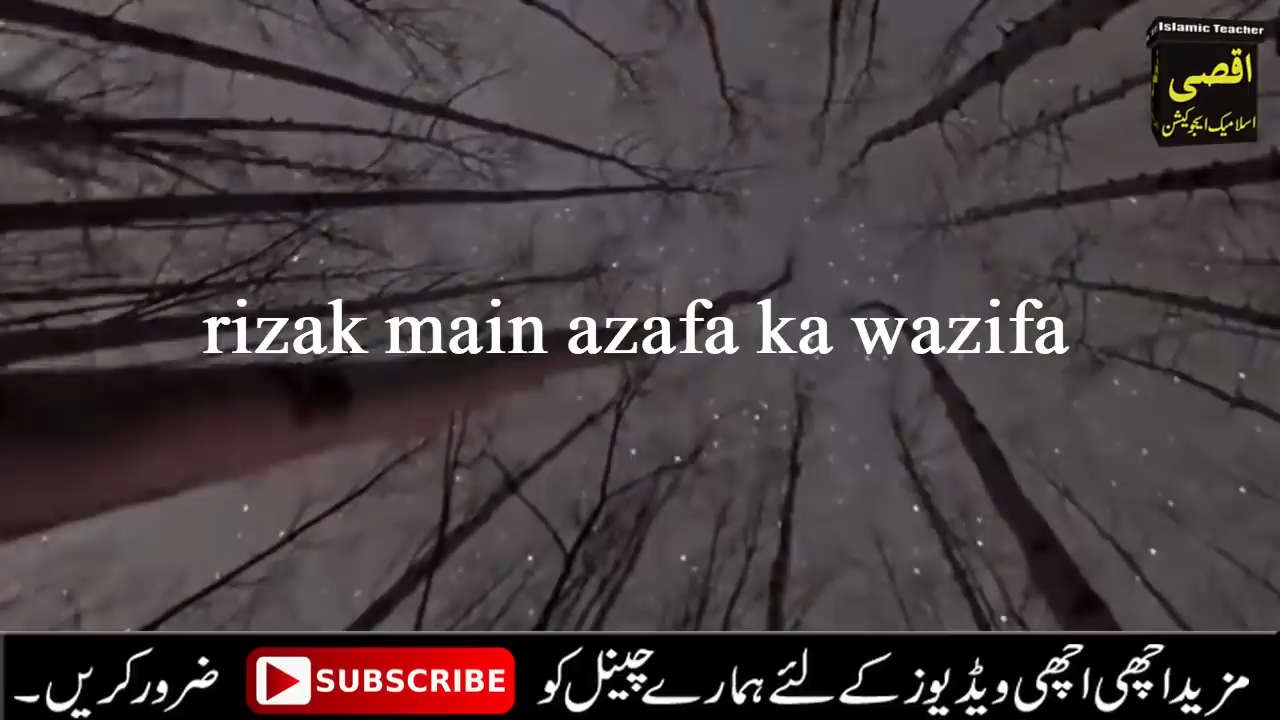 Islamic Teacher
اقصیٰ
اسلامیک ایجوکیشن
rizak main azafa ka wazifa
مزید اچھی اچھی ویڈیوز کے لئے ہمارے چینل کو SUBSCRIBE ضرور کریں۔